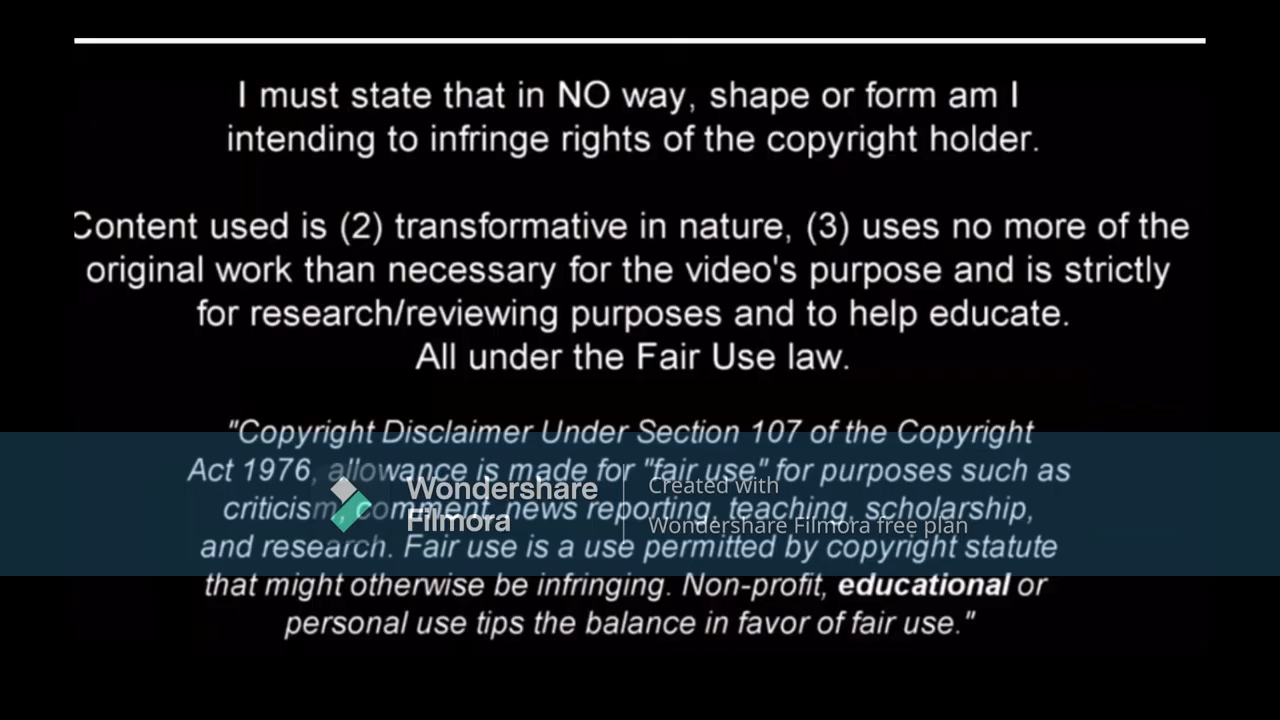 I must state that in NO way, shape or form am I
intending to infringe rights of the copyright holder.
Content used is (2) transformative in nature, (3) uses no more of the
original work than necessary for the video's purpose and is strictly
for research/reviewing purposes and to help educate.
All under the Fair Use law.
"Copyright Disclaimer Under Section 107 of the Copyright
Act 1976, allowance is made for "fair use" for purposes such as
criticism, comment, news reporting, teaching, scholarship,
and research. Fair use is a use permitted by copyright statute
that might otherwise be infringing. Non-profit, educational or
personal use tips the balance in favor of fair use."
Wondershare
Filmora
Created with
Wondershare Filmora free plan